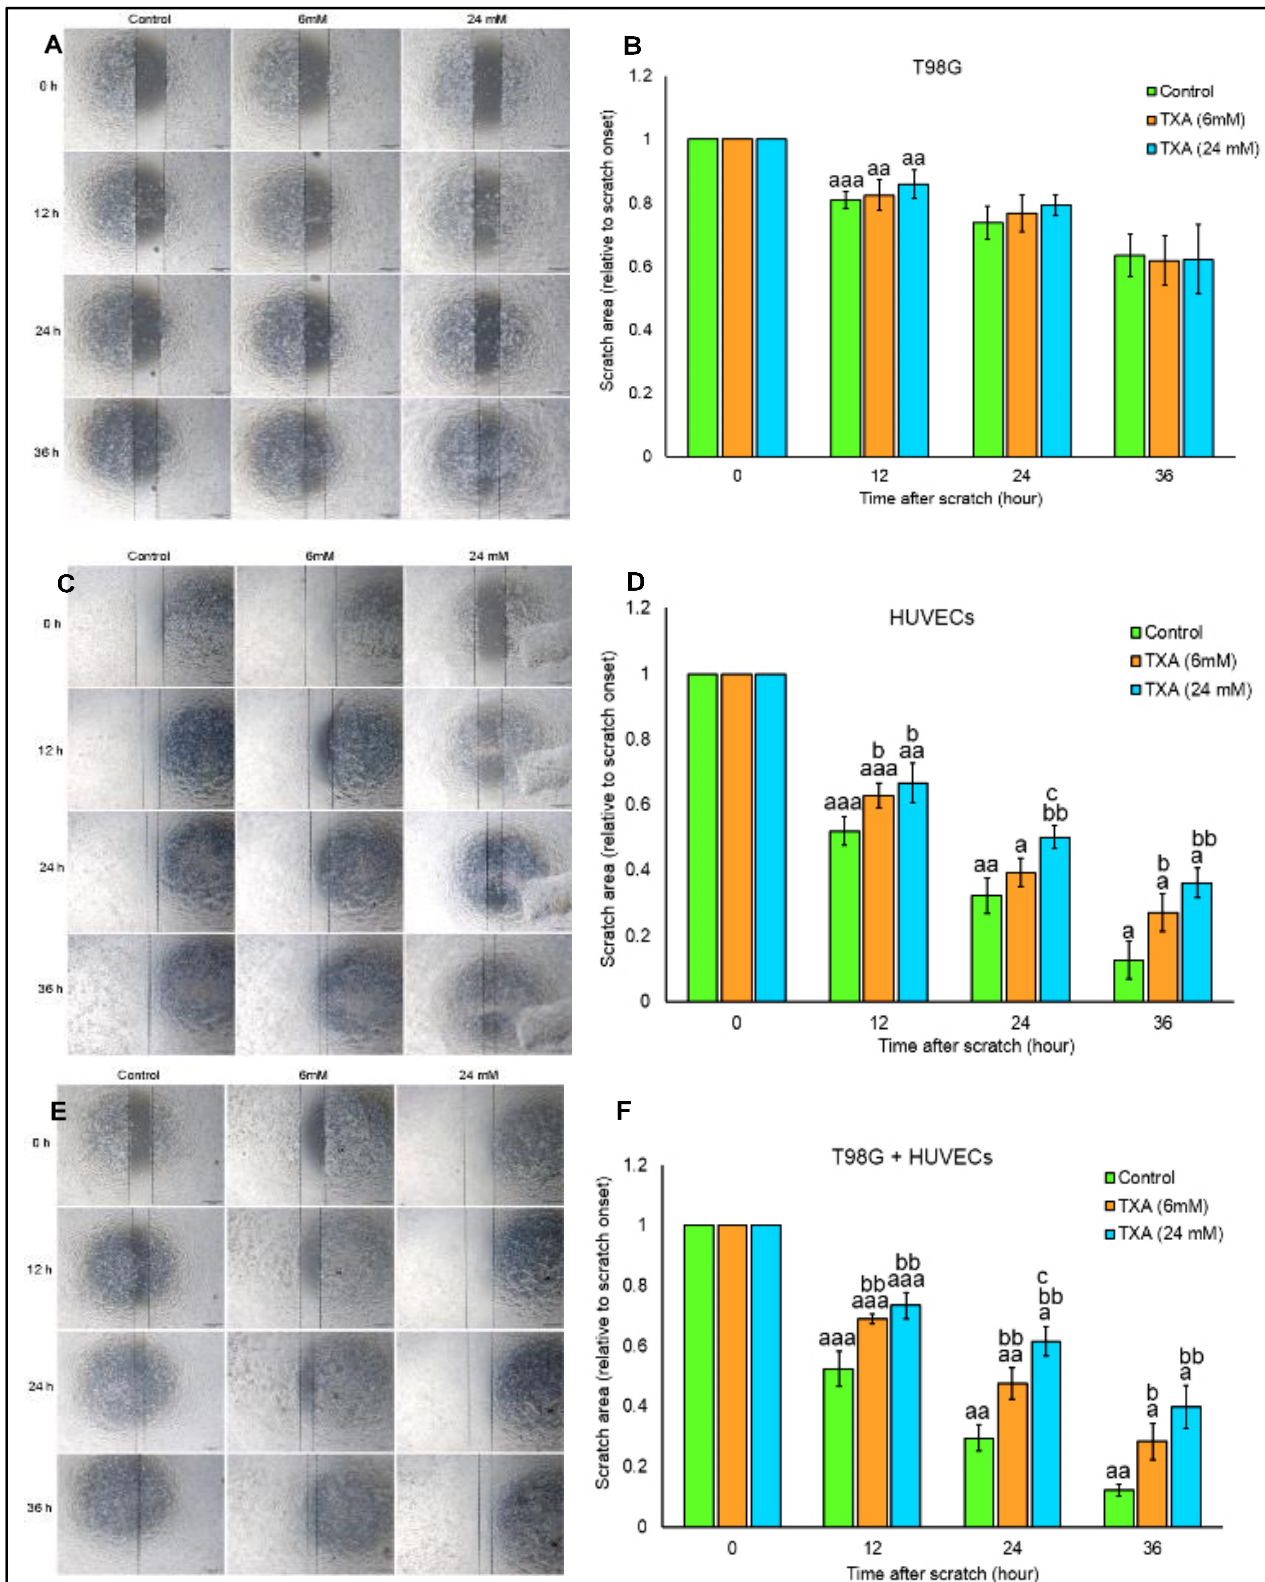 Control 6mM 24 mM
A
0 h
12 h
24 h
36 h
B
T98G
Control
TXA (6mM)
TXA (24 mM)
Scratch area (relative to scratch onset)
1.2
1
0.8
0.6
0.4
0.2
0
aaa aa aa
0 12 24 36
Time after scratch (hour)
Control 6mM 24 mM
C
0 h
12 h
24 h
36 h
D
HUVECs
Control
TXA (6mM)
TXA (24 mM)
Scratch area (relative to scratch onset)
1.2
1
0.8
0.6
0.4
0.2
0
aaa
b
aaa
b
aa
aa
a
c
bb
a
b
a
bb
a
0 12 24 36
Time after scratch (hour)
Control 6mM 24 mM
E
0 h
12 h
24 h
36 h
F
T98G + HUVECs
Control
TXA (6mM)
TXA (24 mM)
Scratch area (relative to scratch onset)
1.2
1
0.8
0.6
0.4
0.2
0
aaa
bb
aaa
bb
aaa
aa
bb
aa
c
bb
a
aa
b
a
bb
a
0 12 24 36
Time after scratch (hour)